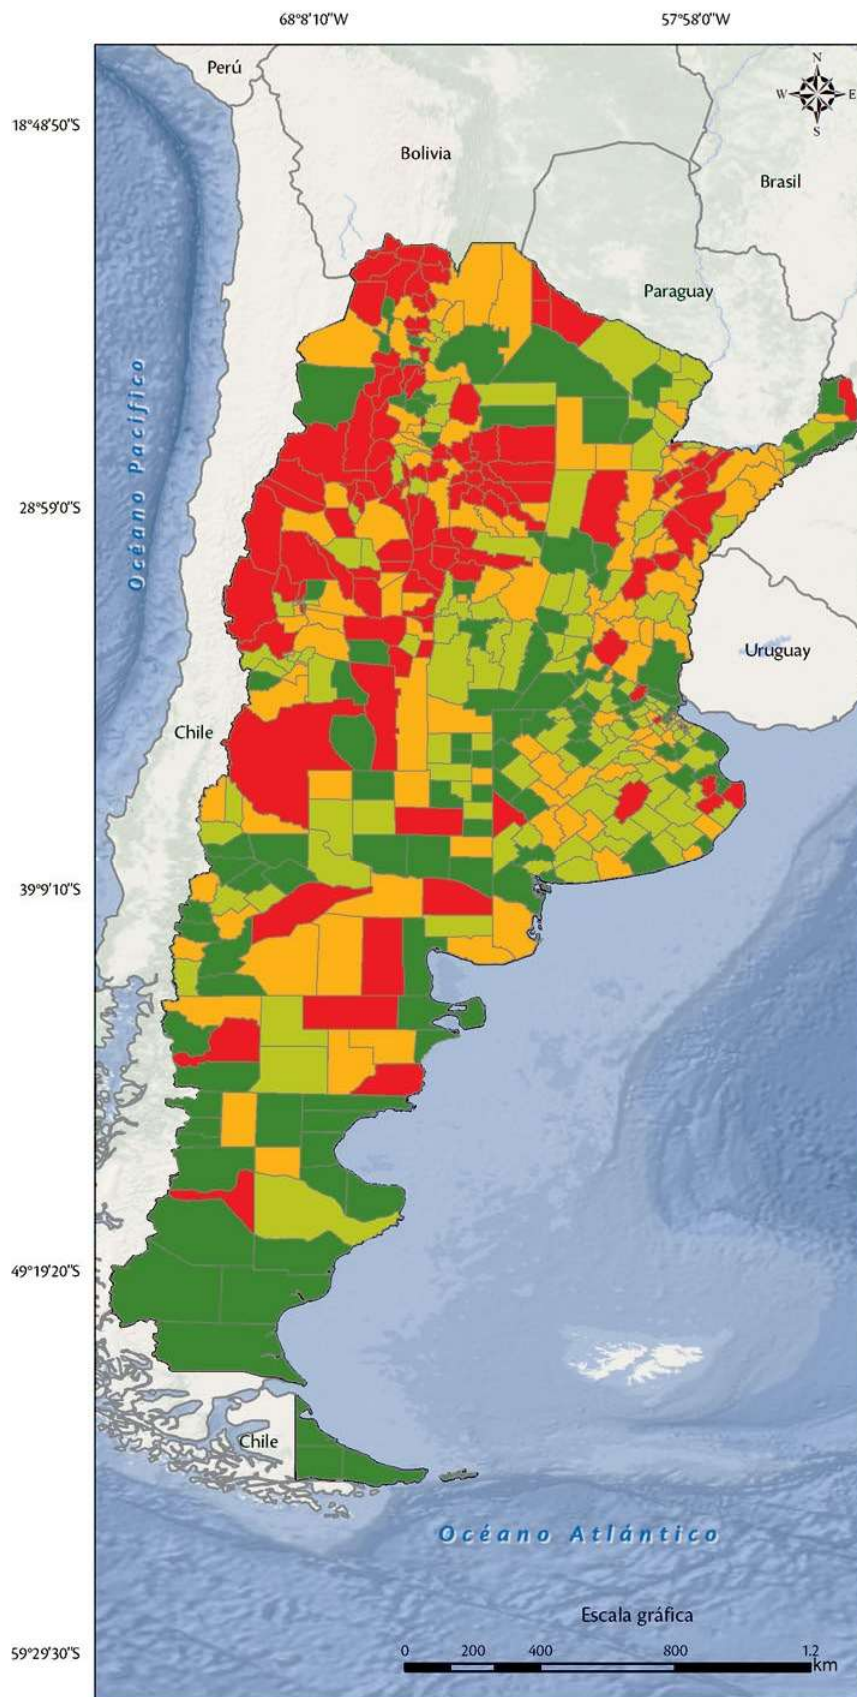 68°8'10"W 57°58'0"W
Perú
N
W E
S
18°48'50"S
Bolivia
Brasil
Paraguay
Océano Pacífico
28°59'0"S
Uruguay
Chile
39°9'10"S
49°19'20"S
Chile
Océano Atlántico
Escala gráfica
59°29'30"S
0 200 400 800 1.2
km